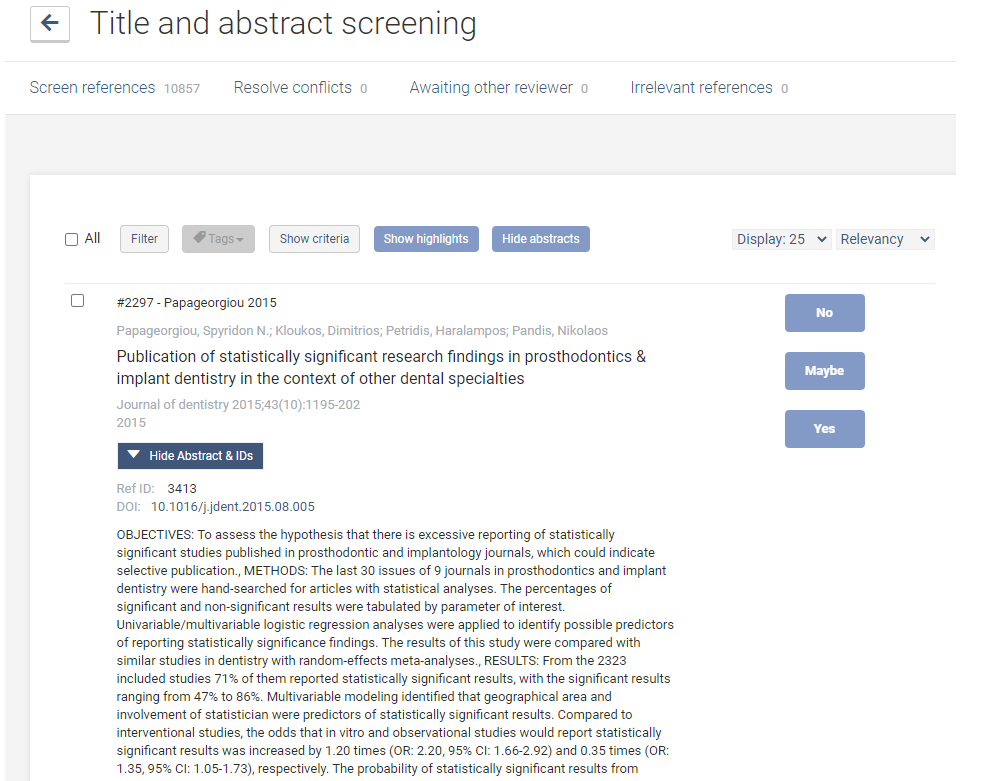 Title and abstract screening
Screen references 10857 Resolve conflicts 0 Awaiting other reviewer 0 Irrelevant references 0
All Filter Tags Show criteria Show highlights Hide abstracts Display: 25 Relevancy
#2297 - Papageorgiou 2015
No
Papageorgiou, Spyridon N.; Kloukos, Dimitrios; Petridis, Haralampos; Pandis, Nikolaos
Publication of statistically significant research findings in prosthodontics &
implant dentistry in the context of other dental specialties
Maybe
Journal of dentistry 2015;43(10):1195-202
2015
Yes
Hide Abstract & IDs
Ref ID: 3413
DOI: 10.1016/j.jdent.2015.08.005
OBJECTIVES: To assess the hypothesis that there is excessive reporting of statistically
significant studies published in prosthodontic and implantology journals, which could indicate
selective publication., METHODS: The last 30 issues of 9 journals in prosthodontics and implant
dentistry were hand-searched for articles with statistical analyses. The percentages of
significant and non-significant results were tabulated by parameter of interest.
Univariable/multivariable logistic regression analyses were applied to identify possible predictors
of reporting statistically significance findings. The results of this study were compared with
similar studies in dentistry with random-effects meta-analyses., RESULTS: From the 2323
included studies 71% of them reported statistically significant results, with the significant results
ranging from 47% to 86%. Multivariable modeling identified that geographical area and
involvement of statistician were predictors of statistically significant results. Compared to
interventional studies, the odds that in vitro and observational studies would report statistically
significant results was increased by 1.20 times (OR: 2.20, 95% CI: 1.66-2.92) and 0.35 times (OR:
1.35, 95% CI: 1.05-1.73), respectively. The probability of statistically significant results from